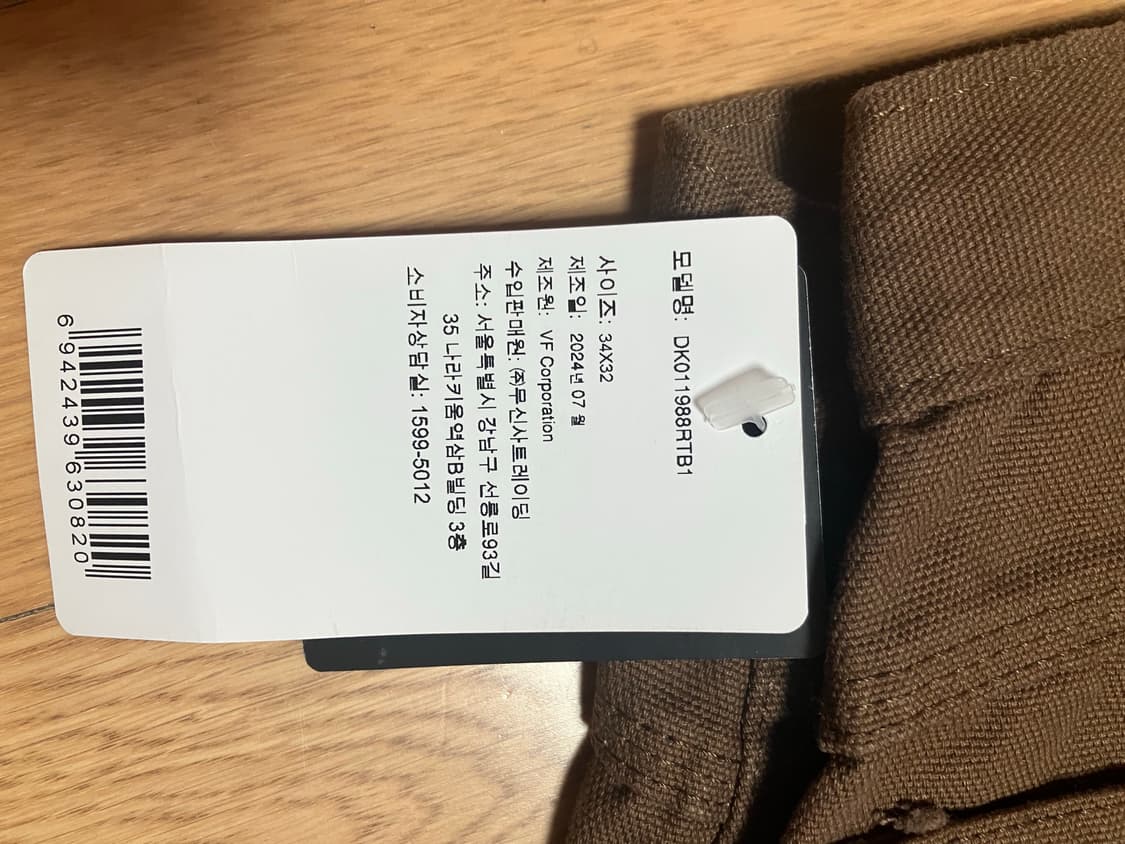 모델명: DK011988RTB1
사이즈: 34X32
제조일: 2024년 07 월
제조원: VF Corporation
수입판매원: ㈜무신사트레이딩
주소: 서울특별시 강남구 선릉로93길
35 나라키움역삼B빌딩 3층
소비자상담실: 1599-5012
6 942439 630820